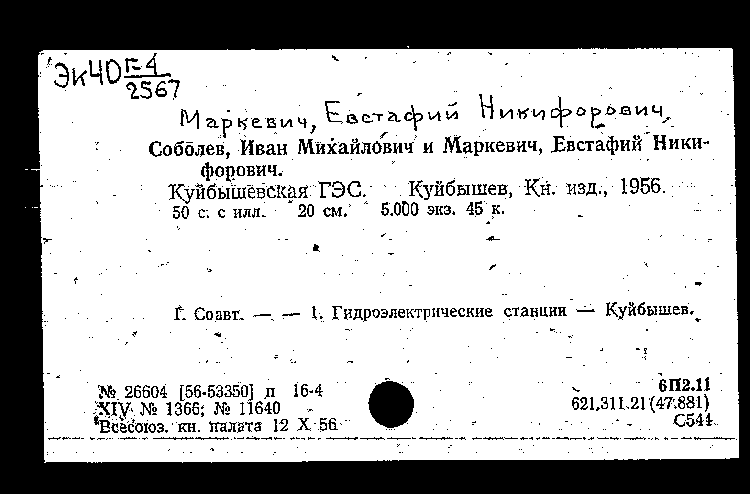 Эк40 Г-4
2567
Маркевич, Евстафий Никифорович,
Соболев, Иван Михайлович и Маркевич, Евстафий Ники-
форович.
Куйбышевская ГЭС. Куйбышев, Кн. изд., 1956.
50 с. с илл. 20 см. 5.000 экз. 45 к.
I. Соавт. — — 1. Гидроэлектрические станции — Куйбышев.
№ 26604 [56-53350] п 16-4
6П2.11
XIV № 1366; № 11640
621.311.21(47.881)
Всесоюз. кн. палата 12 X 56
С544